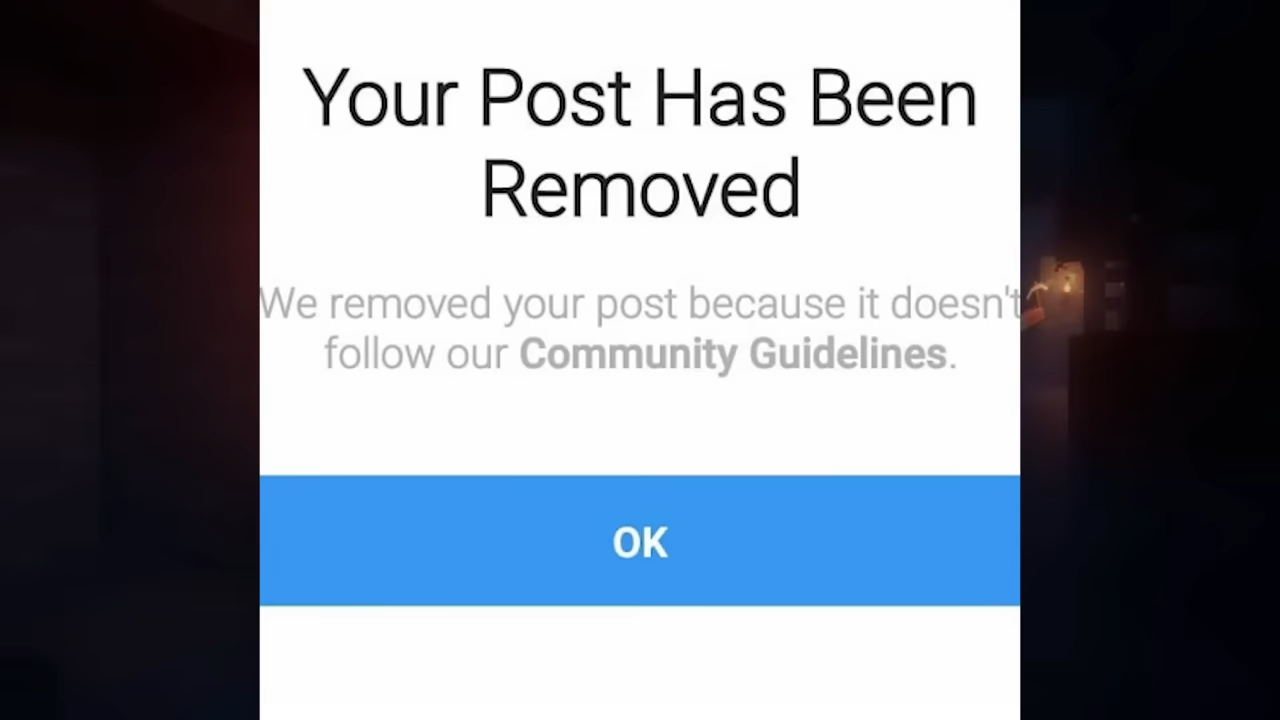 Your Post Has Been
Removed
We removed your post because it doesn't
follow our Community Guidelines.
OK